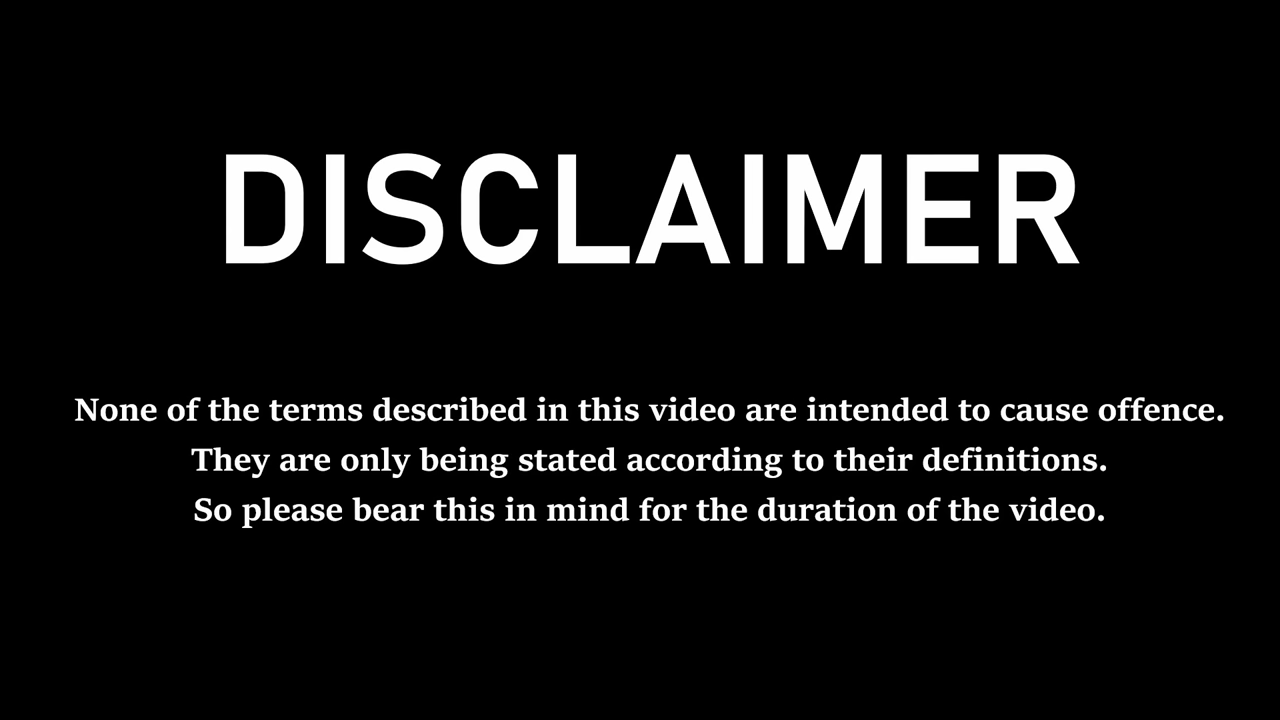 DISCLAIMER
None of the terms described in this video are intended to cause offence.
They are only being stated according to their definitions.
So please bear this in mind for the duration of the video.